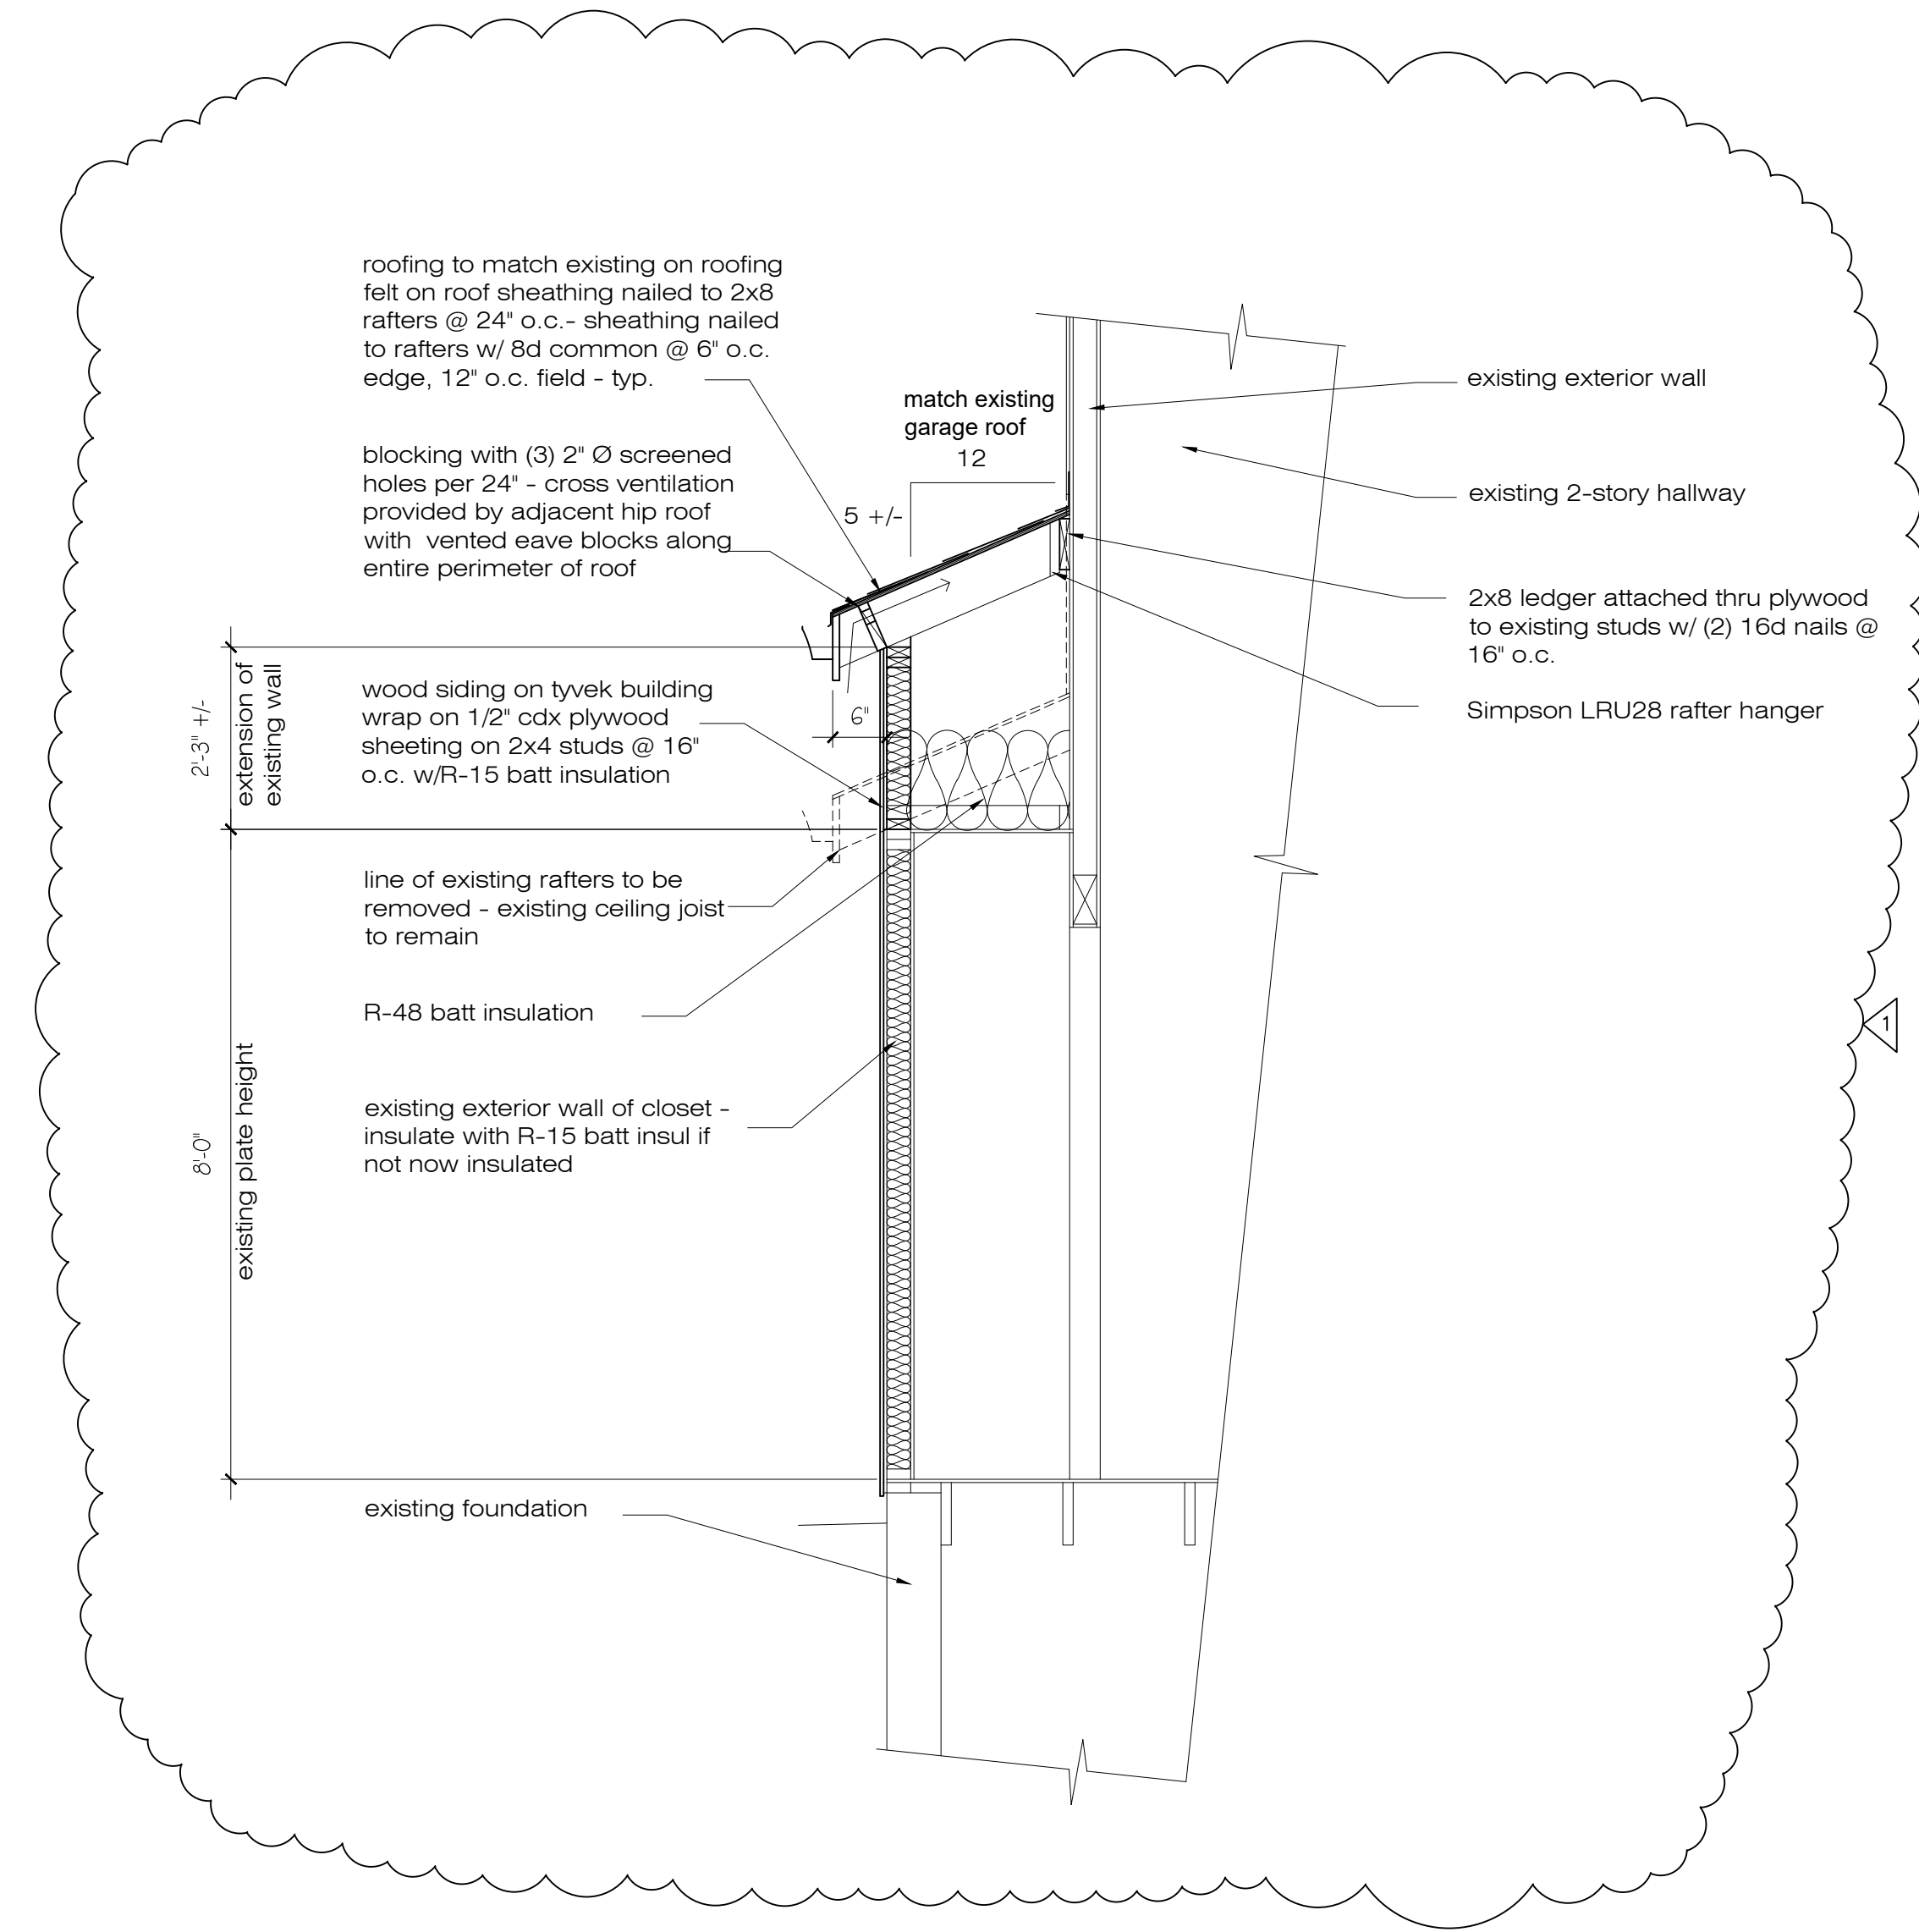 roofing to match existing on roofing
felt on roof sheathing nailed to 2x8
rafters @ 24" o.c.- sheathing nailed
to rafters w/ 8d common @ 6" o.c.
edge, 12" o.c. field - typ.
blocking with (3) 2" Ø screened
holes per 24" - cross ventilation
provided by adjacent hip roof
with vented eave blocks along
entire perimeter of roof
match existing
garage roof
12
5 +/-
existing exterior wall
existing 2-story hallway
2x8 ledger attached thru plywood
to existing studs w/ (2) 16d nails @
16" o.c.
Simpson LRU28 rafter hanger
2'-3" +/-
extension of
existing wall
wood siding on tyvek building
wrap on 1/2" cdx plywood
sheeting on 2x4 studs @ 16"
o.c. w/R-15 batt insulation
6"
line of existing rafters to be
removed - existing ceiling joist
to remain
R-48 batt insulation
1
8'-0"
existing plate height
existing exterior wall of closet -
insulate with R-15 batt insul if
not now insulated
existing foundation